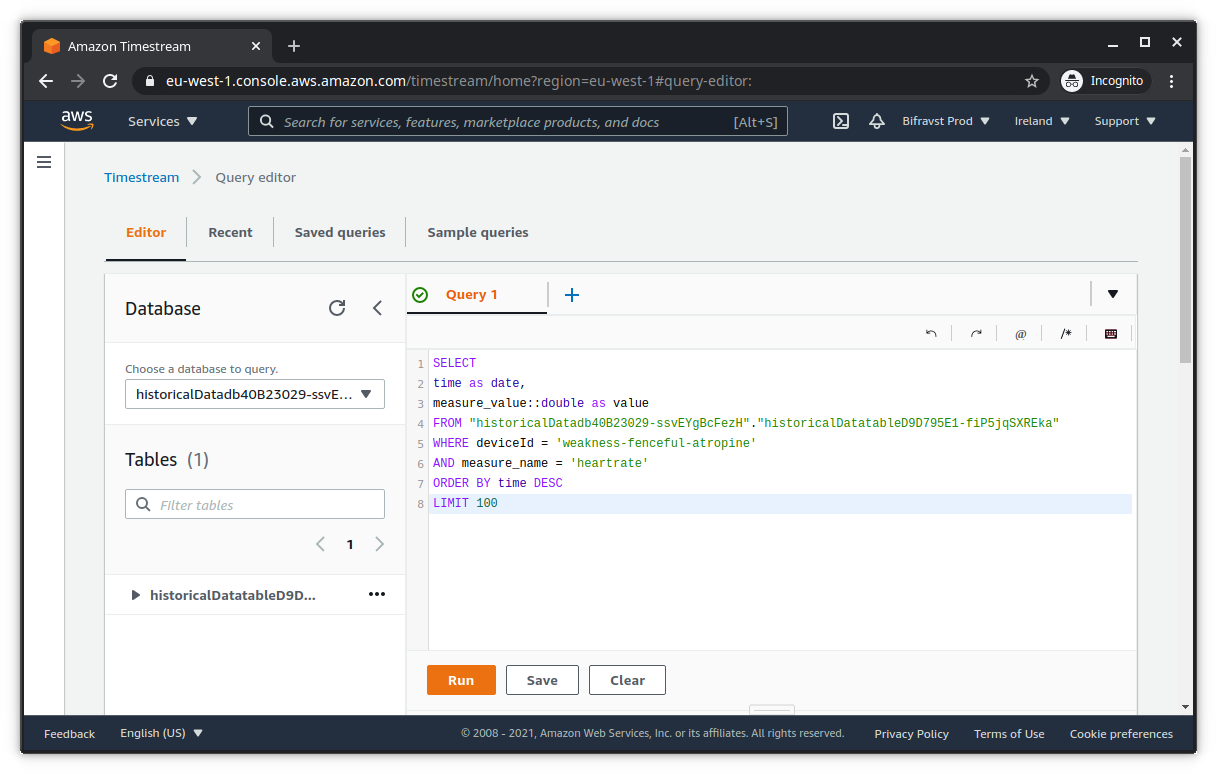 Amazon Timestream
eu-west-1.console.aws.amazon.com/timestream/home?region=eu-west-1#query-editor:
Incognito
aws
Services
Search for services, features, marketplace products, and docs [Alt+S]
Bifravst Prod
Ireland
Support
Timestream
Query editor
Editor
Recent
Saved queries
Sample queries
Database
Choose a database to query.
historicalDatadb40B23029-ssvE...
Tables (1)
Filter tables
1
historicalDatatableD9D...
Query 1
@
/*
1 SELECT
2 time as date,
3 measure_value::double as value
4 FROM "historicalDatadb40B23029-ssvEYgBcFezH"."historicalDatatableD9D795E1-fiP5jqSXREka"
5 WHERE deviceId = 'weakness-fenceful-atropine'
6 AND measure_name = 'heartrate'
7 ORDER BY time DESC
8 LIMIT 100
Run
Save
Clear
Feedback
English (US)
© 2008 - 2021, Amazon Web Services, Inc. or its affiliates. All rights reserved.
Privacy Policy
Terms of Use
Cookie preferences